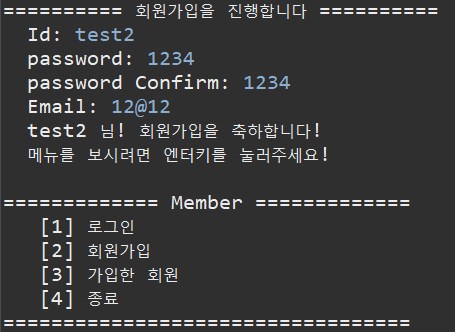 ========== 회원가입을 진행합니다 ==========
Id: test2
password: 1234
password Confirm: 1234
Email: 12@12
test2 님! 회원가입을 축하합니다!
메뉴를 보시려면 엔터키를 눌러주세요!
============= Member =============
[1] 로그인
[2] 회원가입
[3] 가입한 회원
[4] 종료
==================================